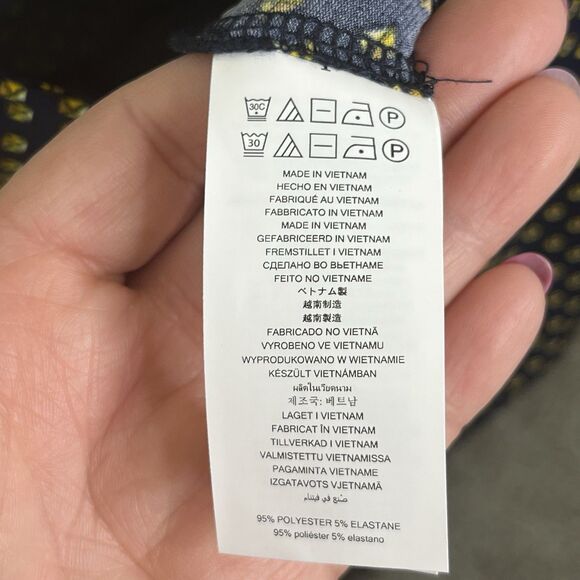 30C P
30 P
MADE IN VIETNAM
HECHO EN VIETNAM
FABRIQUÉ AU VIETNAM
FABBRICATO IN VIETNAM
MADE IN VIETNAM
GEFABRICEERD IN VIETNAM
FREMSTILLET I VIETNAM
СДЕЛАНО ВО ВЬЕТНАМЕ
FEITO NO VIETNAME
ベトナム製
越南制造
越南製造
FABRICADO NO VIETNÃ
VYROBENO VE VIETNAMU
WYPRODUKOWANO W WIETNAMIE
KÉSZÜLT VIETNÁMBAN
ผลิตในเวียดนาม
제조국: 베트남
LAGET I VIETNAM
FABRICAT ÎN VIETNAM
TILLVERKAD I VIETNAM
VALMISTETTU VIETNAMISSA
PAGAMINTA VIETNAME
IZGATAVOTS VJETNAMĀ
صنع في فيتنام
95% POLYESTER 5% ELASTANE
95% poliéster 5% elastano